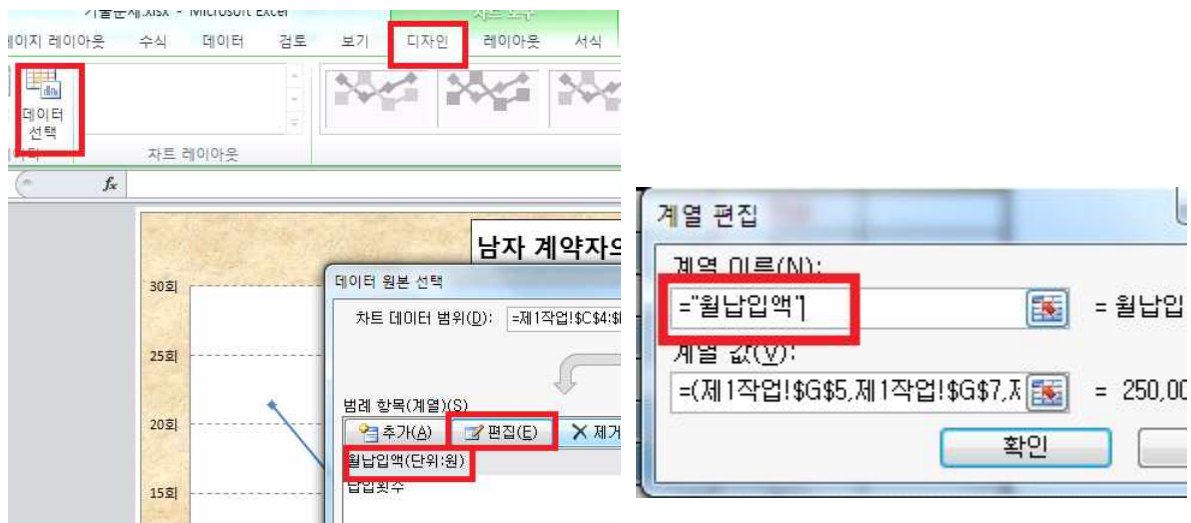 기출문제.xlsx - Microsoft Excel
차트 도구
페이지 레이아웃 수식 데이터 검토 보기 디자인 레이아웃 서식
데이터
선택
차트 레이아웃
fx
남자 계약자의
30회
25회
20회
15회
데이터 원본 선택
차트 데이터 범위(D): =제1작업!$C$4:$
범례 항목(계열)(S)
추가(A) 편집(E) 제거
월납입액(단위:원)
납입횟수
계열 편집
계열 이름(N):
="월납입액" = 월납입
계열 값(V):
=(제1작업!$G$5,제1작업!$G$7, = 250,00
확인